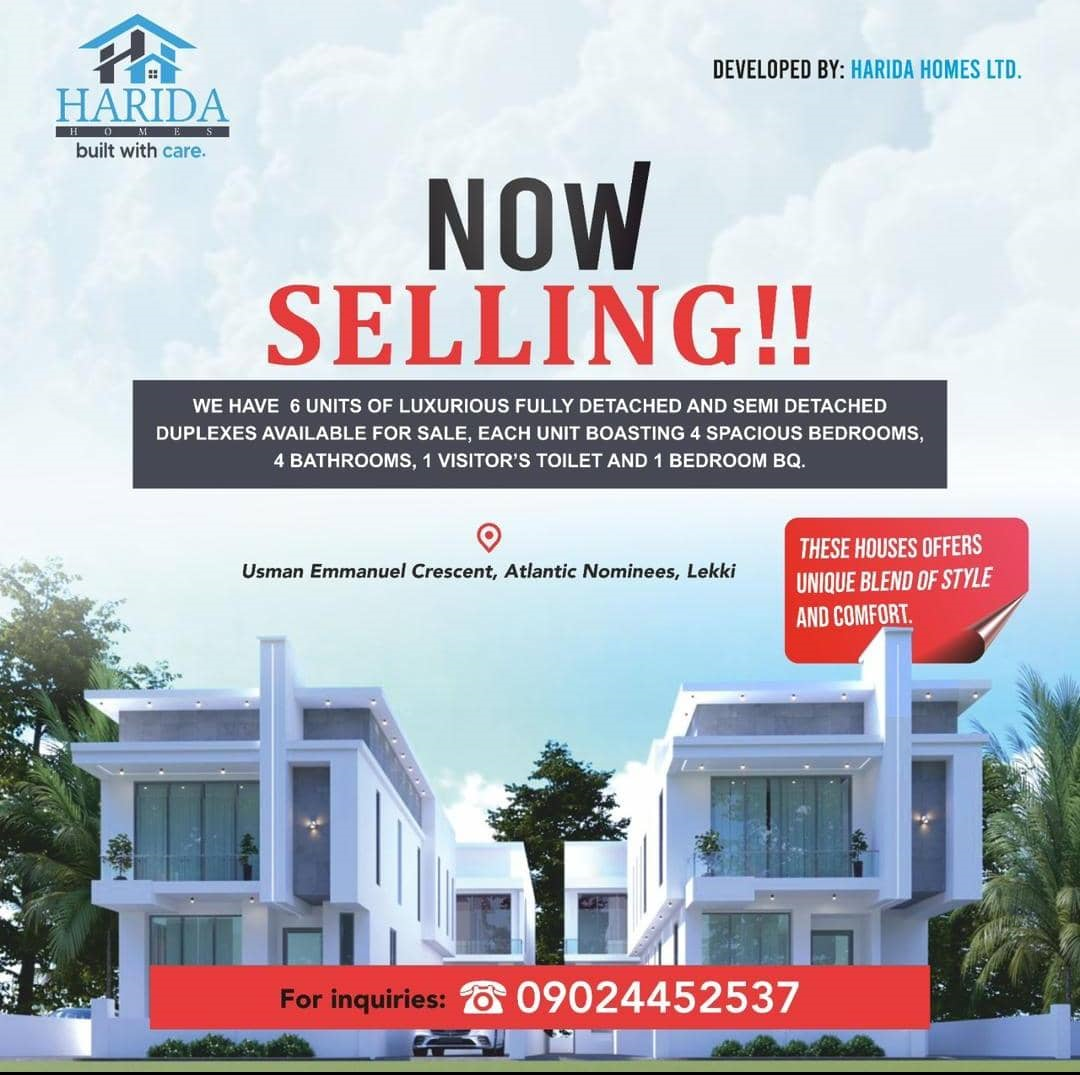 HARIDA
HOMES
built with care.
DEVELOPED BY: HARIDA HOMES LTD.
NOW
SELLING!!
WE HAVE 6 UNITS OF LUXURIOUS FULLY DETACHED AND SEMI DETACHED
DUPLEXES AVAILABLE FOR SALE, EACH UNIT BOASTING 4 SPACIOUS BEDROOMS,
4 BATHROOMS, 1 VISITOR'S TOILET AND 1 BEDROOM BQ.
Usman Emmanuel Crescent, Atlantic Nominees, Lekki
THESE HOUSES OFFERS
UNIQUE BLEND OF STYLE
AND COMFORT.
For inquiries: ☎ 09024452537